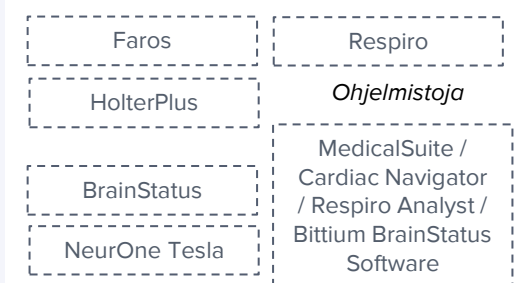 Faros
HolterPlus
BrainStatus
NeurOne Tesla
Respiro
Ohjelmistoja
MedicalSuite /
Cardiac Navigator
/ Respiro Analyst /
Bittium BrainStatus
Software